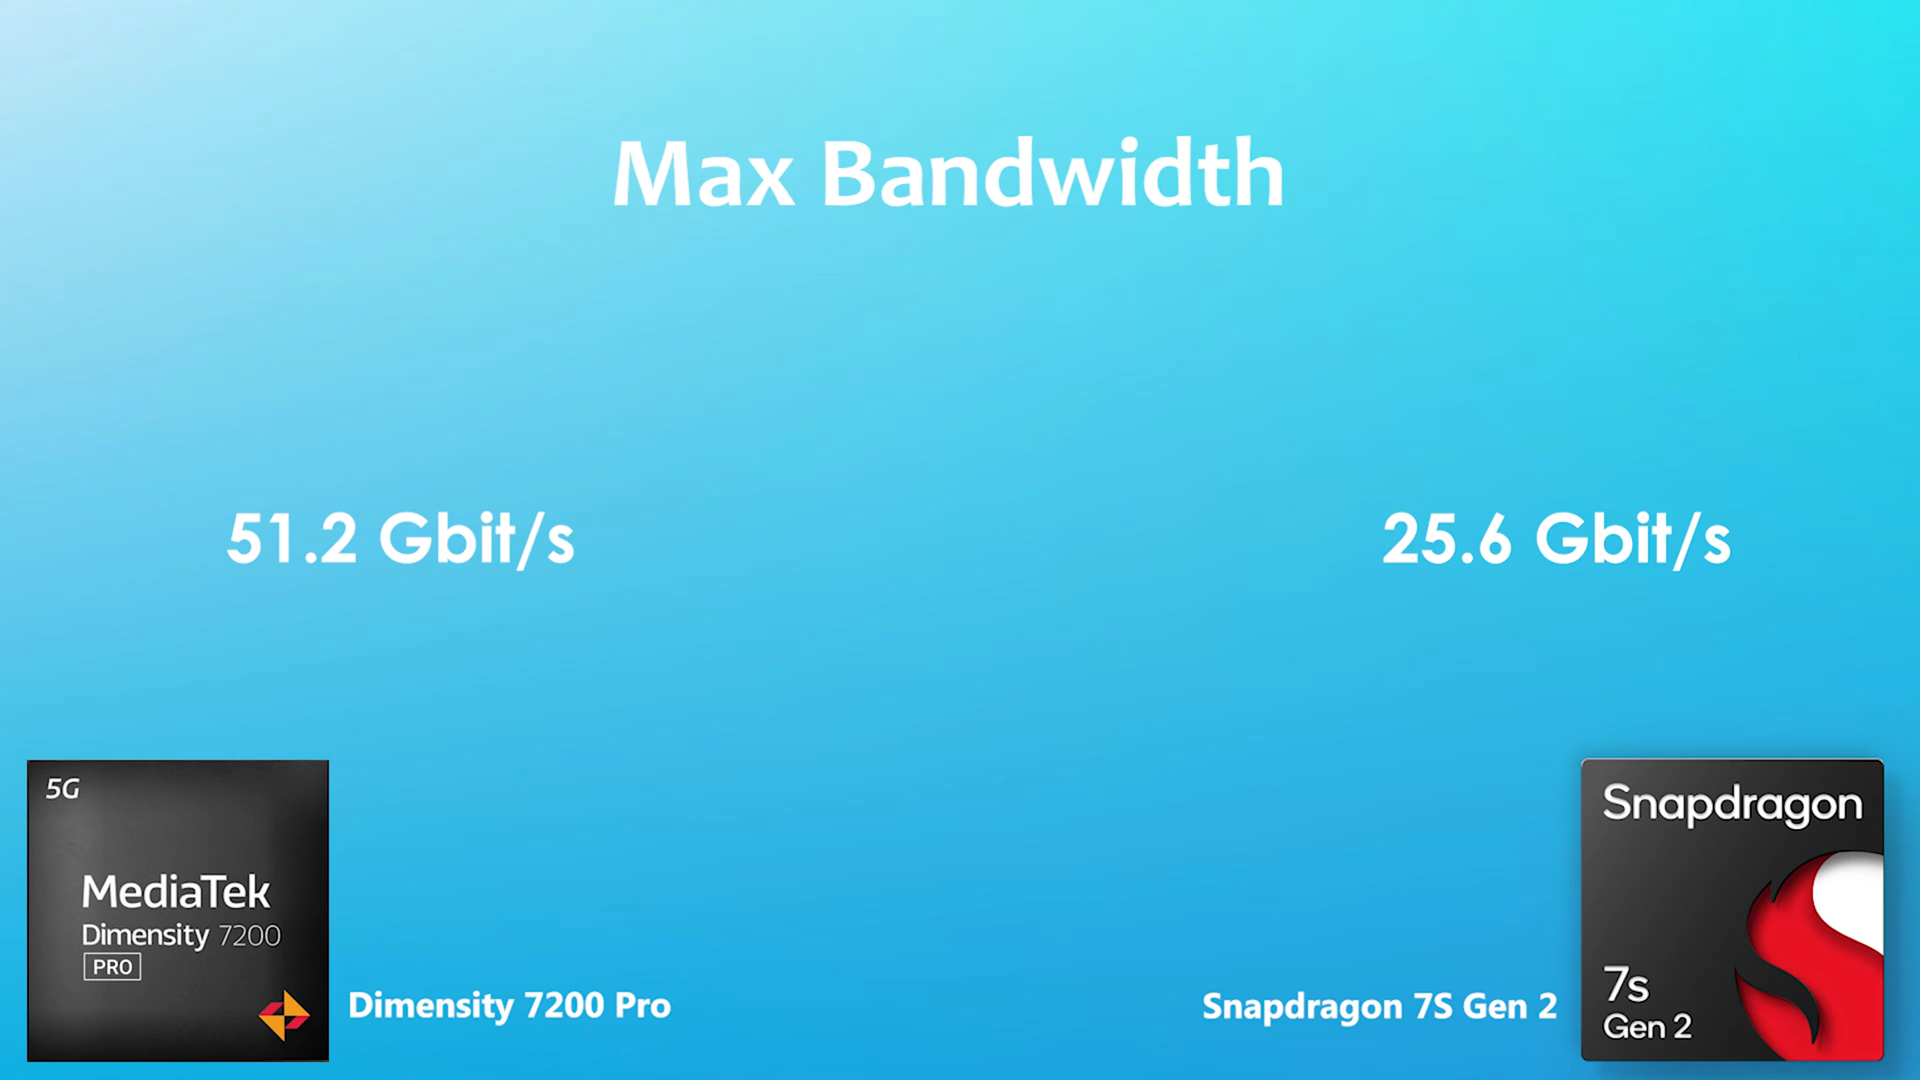 Max Bandwidth
51.2 Gbit/s
25.6 Gbit/s
5G
MediaTek
Dimensity 7200
PRO
Dimensity 7200 Pro
Snapdragon 7S Gen 2
Snapdragon
7s
Gen 2